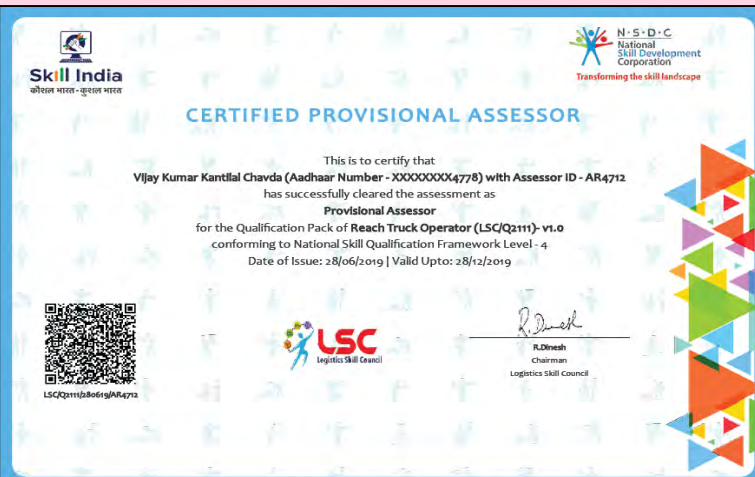 Skill India
कौशल भारत - कुशल भारत
N·S·D·C
National
Skill Development
Corporation
Transforming the skill landscape
CERTIFIED PROVISIONAL ASSESSOR
This is to certify that
Vijay Kumar Kantilal Chavda (Aadhaar Number - XXXXXXXX4778) with Assessor ID - AR4712
has successfully cleared the assessment as
Provisional Assessor
for the Qualification Pack of Reach Truck Operator (LSC/Q2111)- v1.0
conforming to National Skill Qualification Framework Level - 4
Date of Issue: 28/06/2019 | Valid Upto: 28/12/2019
LSC/Q2111/280619/AR4712
LSC
Logistics Skill Council
R. Dinesh
R.Dinesh
Chairman
Logistics Skill Council